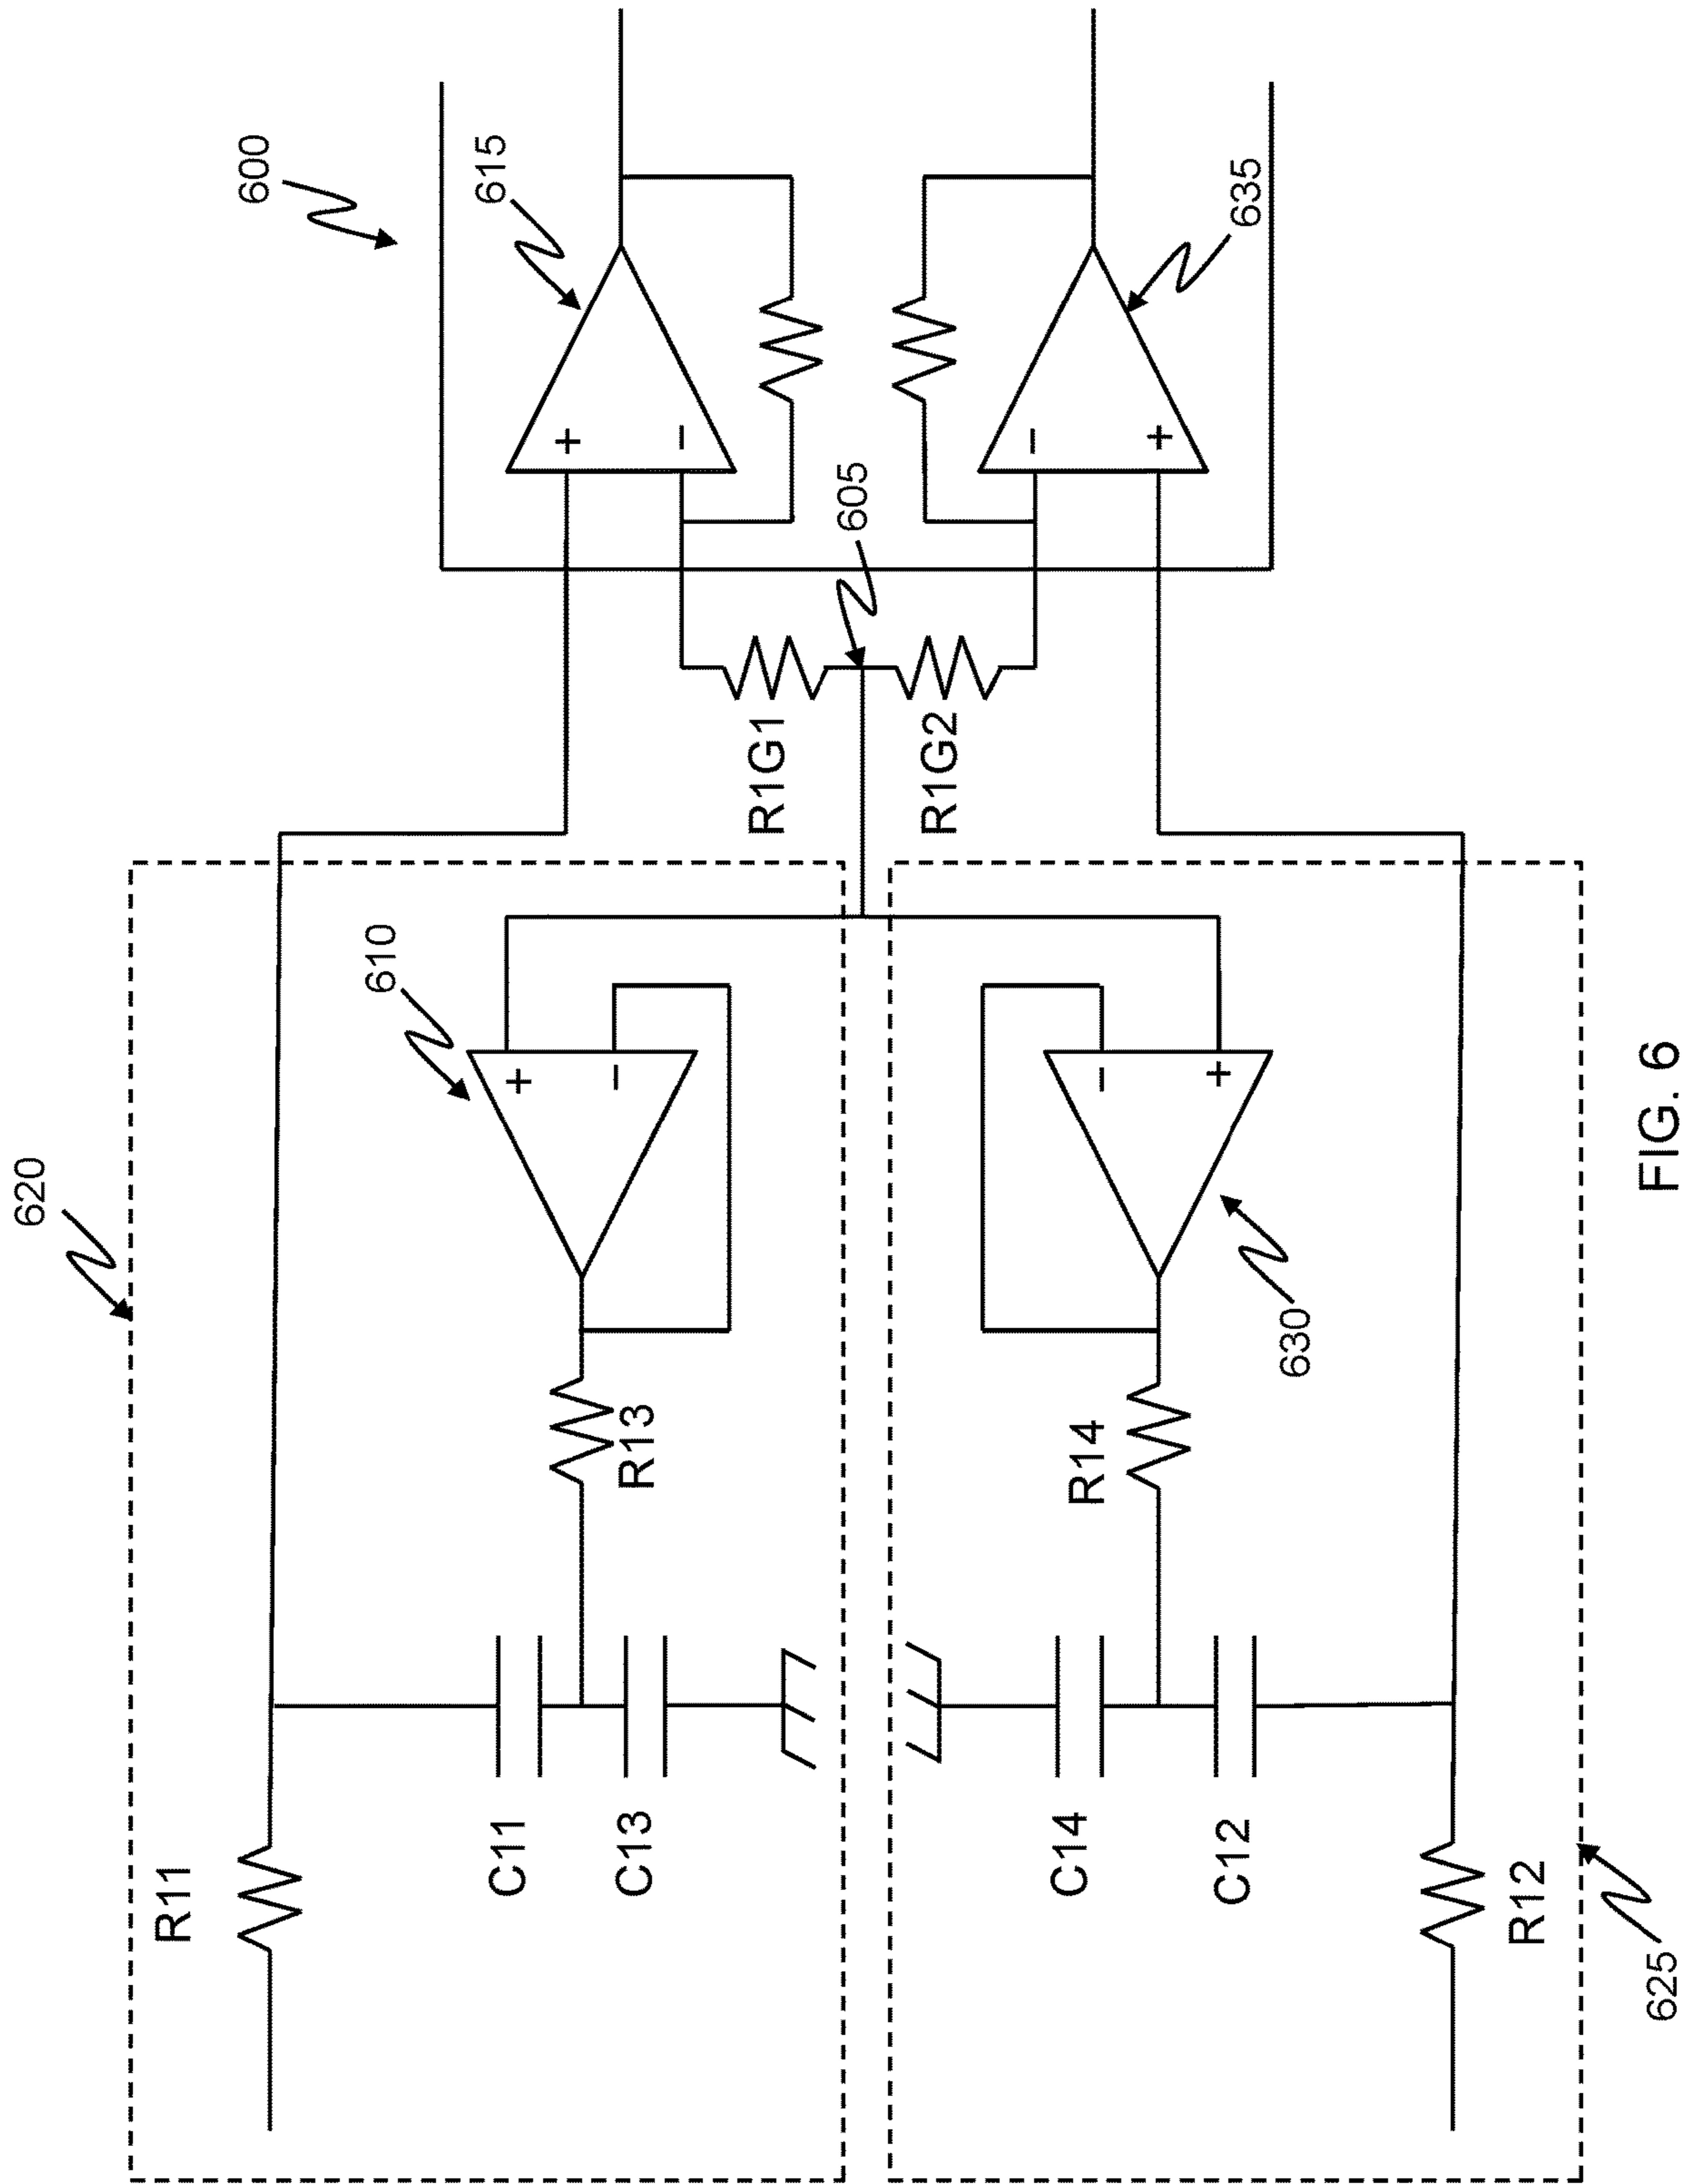 600
615
+
−
605
−
+
635
R1G1
R1G2
620
610
+
−
R13
−
+
630
R14
R11
C11
C13
C14
C12
R12
625
FIG. 6